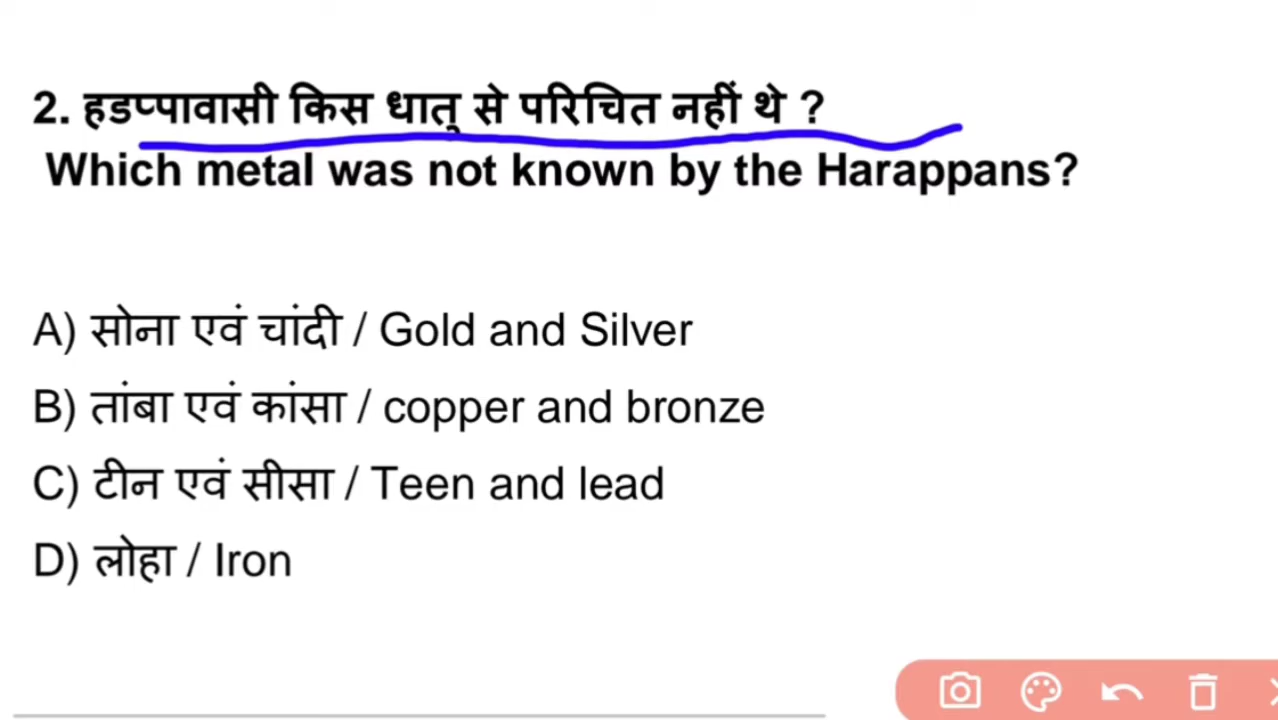 2. हडप्पावासी किस धातु से परिचित नहीं थे ?
Which metal was not known by the Harappans?
A) सोना एवं चांदी / Gold and Silver
B) तांबा एवं कांसा / copper and bronze
C) टीन एवं सीसा / Teen and lead
D) लोहा / Iron